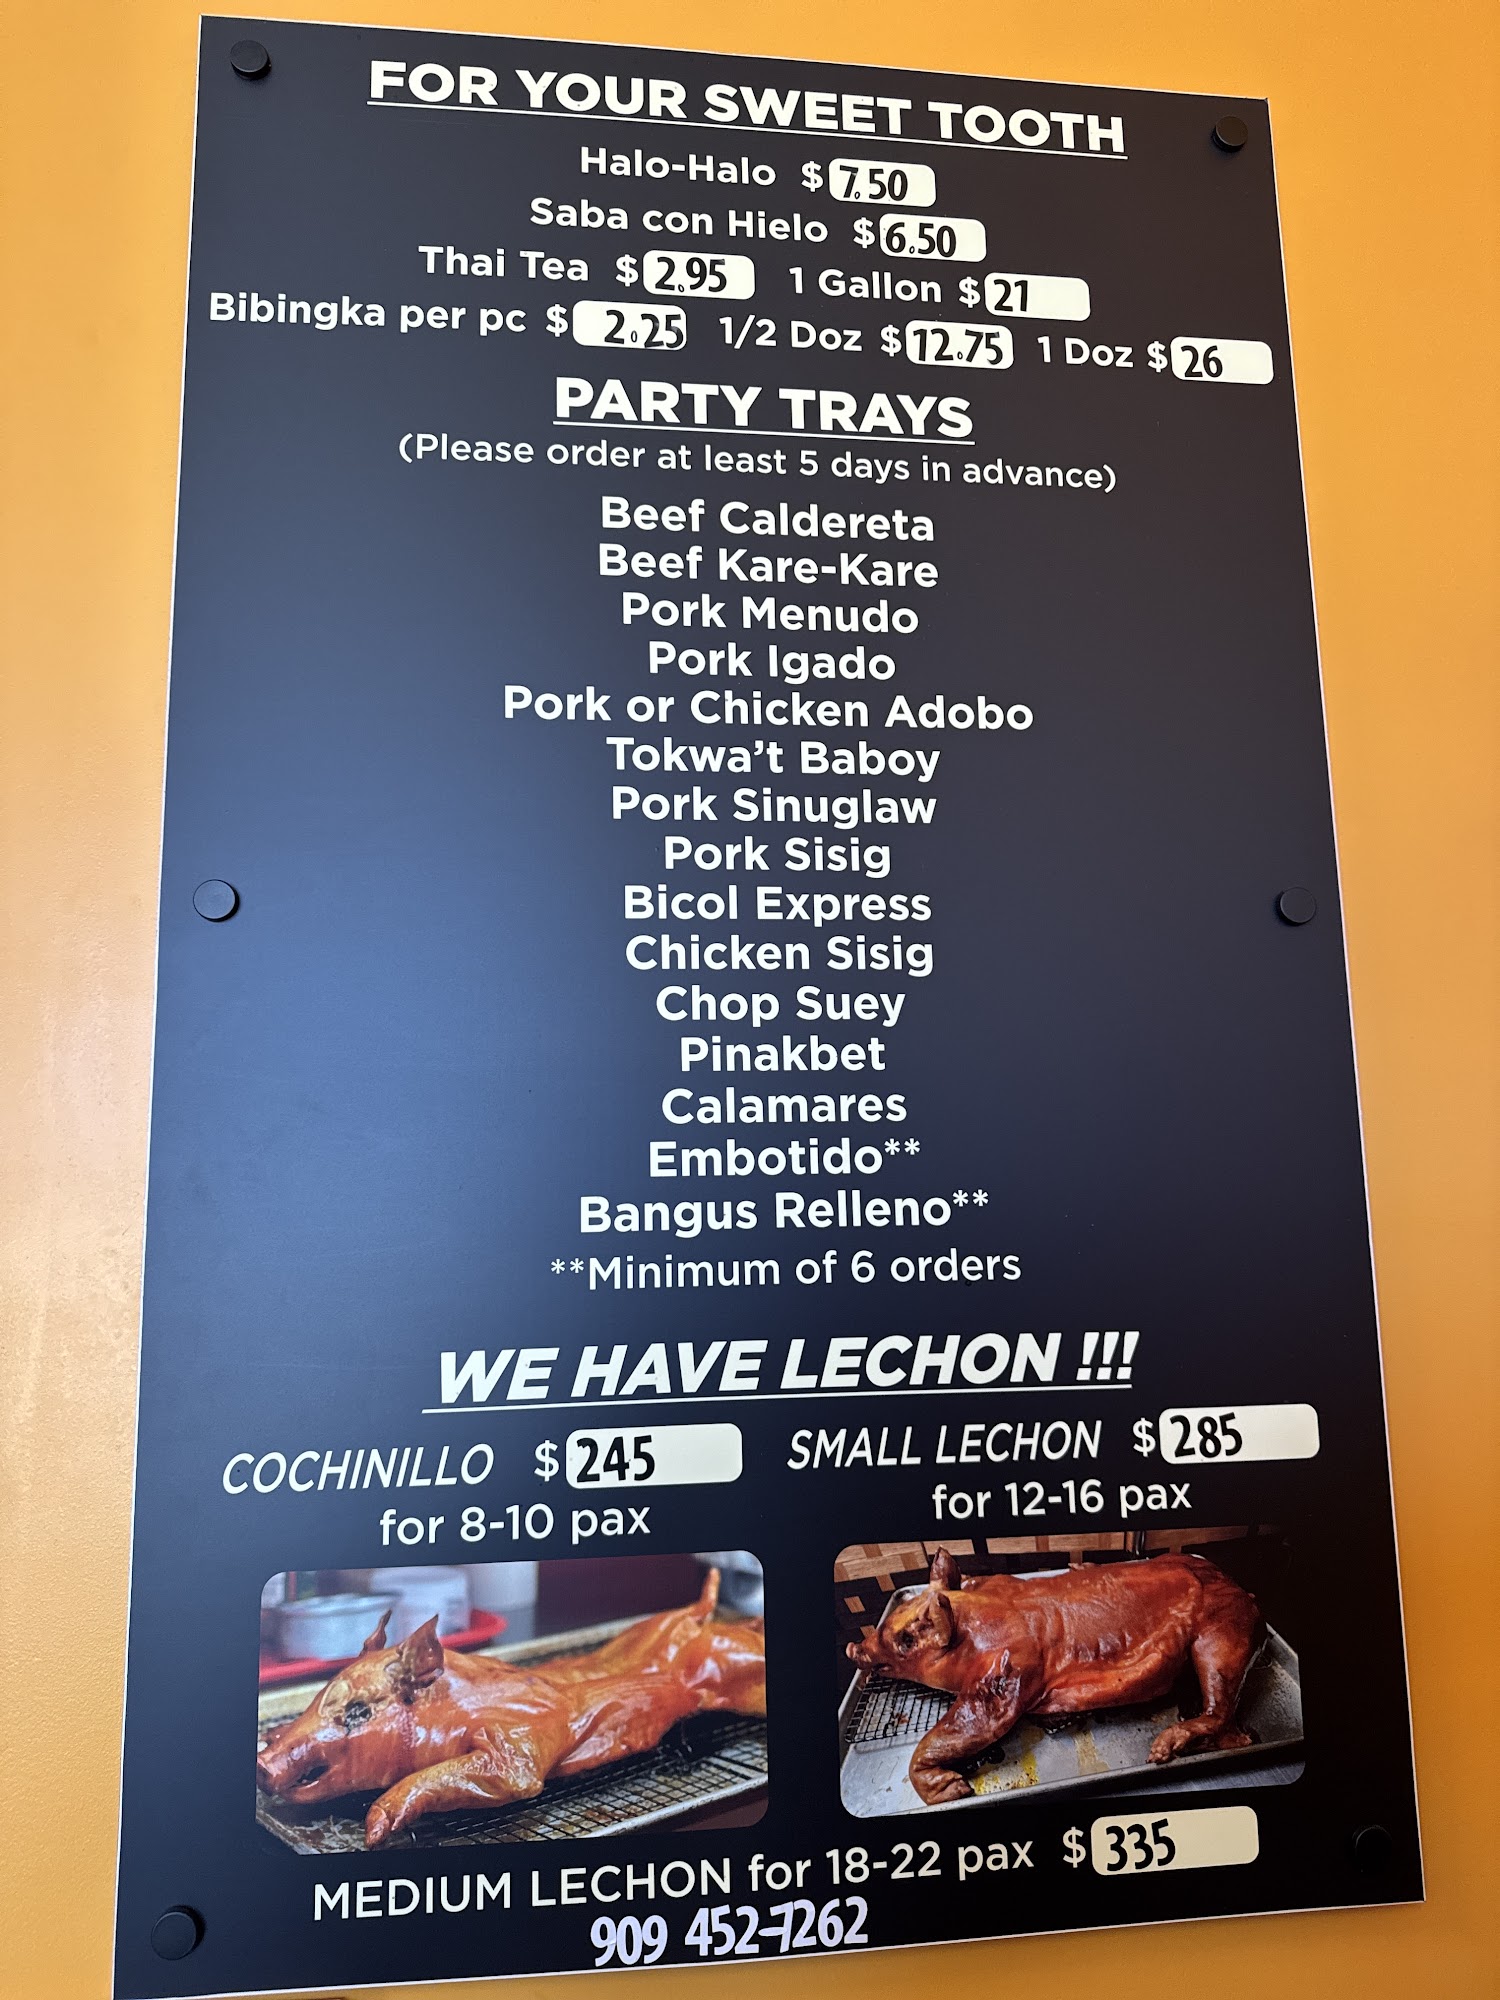 FOR YOUR SWEET TOOTH
Halo-Halo $ 7.50
Saba con Hielo $ 6.50
Thai Tea $ 2.95 1 Gallon $ 21
Bibingka per pc $ 2.25 1/2 Doz $ 12.75 1 Doz $ 26
PARTY TRAYS
(Please order at least 5 days in advance)
Beef Caldereta
Beef Kare-Kare
Pork Menudo
Pork Igado
Pork or Chicken Adobo
Tokwa't Baboy
Pork Sinuglaw
Pork Sisig
Bicol Express
Chicken Sisig
Chop Suey
Pinakbet
Calamares
Embotido**
Bangus Relleno**
**Minimum of 6 orders
WE HAVE LECHON !!!
COCHINILLO $ 245
for 8-10 pax
SMALL LECHON $ 285
for 12-16 pax
MEDIUM LECHON for 18-22 pax $ 335
909 452-7262